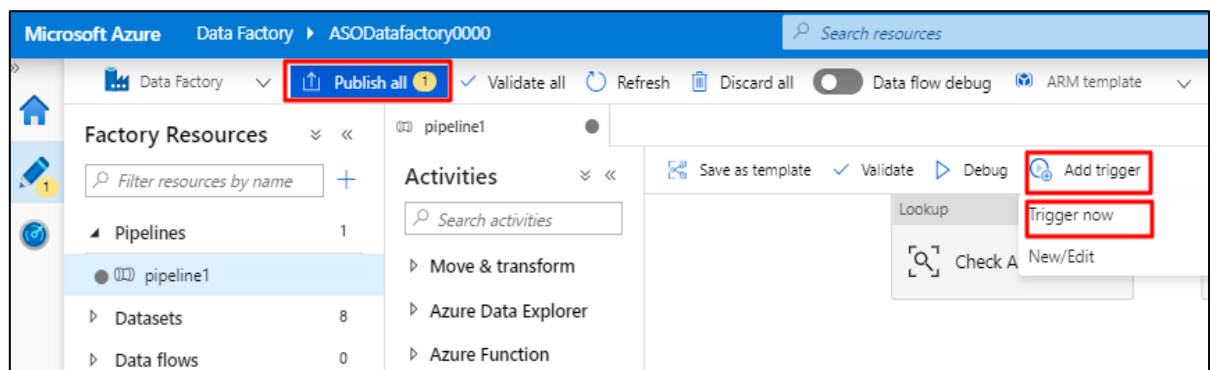 Microsoft Azure Data Factory ASODatafactory0000 Search resources
» Data Factory Publish all 1 Validate all Refresh Discard all Data flow debug ARM template
Factory Resources « pipeline1
Filter resources by name + Activities « Save as template Validate Debug Add trigger
1 Search activities Lookup Trigger now
Pipelines 1 Check A New/Edit
pipeline1 Move & transform
Datasets 8 Azure Data Explorer
Data flows 0 Azure Function